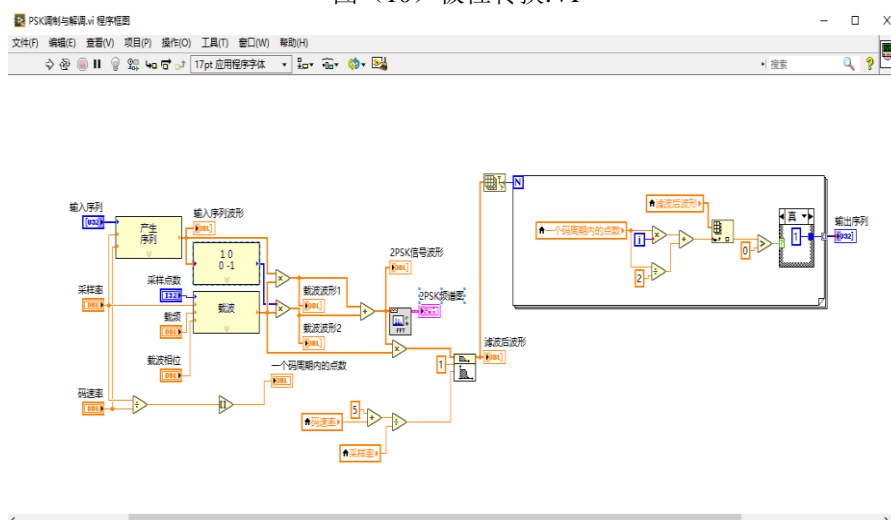 图（16）极性转换.VI
PSK调制与解调.vi 程序框图
文件(F) 编辑(E) 查看(V) 项目(P) 操作(O) 工具(T) 窗口(W) 帮助(H)
17pt 应用程序字体
搜索
输入序列
[U32]
产生
序列
输入序列波形
DBL]
1 0
0 -1
采样点数
I32
采样率
DBL
载波
载频
DBL
载波相位
DBL
码速率
DBL
载波波形1
DBL]
载波波形2
DBL]
一个码周期内的点数
DBL
2PSK信号波形
DBL]
2PSK频谱图
FFT
滤波后波形
DBL]
1
5
码速率
采样率
N
滤波后波形
一个码周期内的点数
i
2
0
真
1
输出序列
U32]